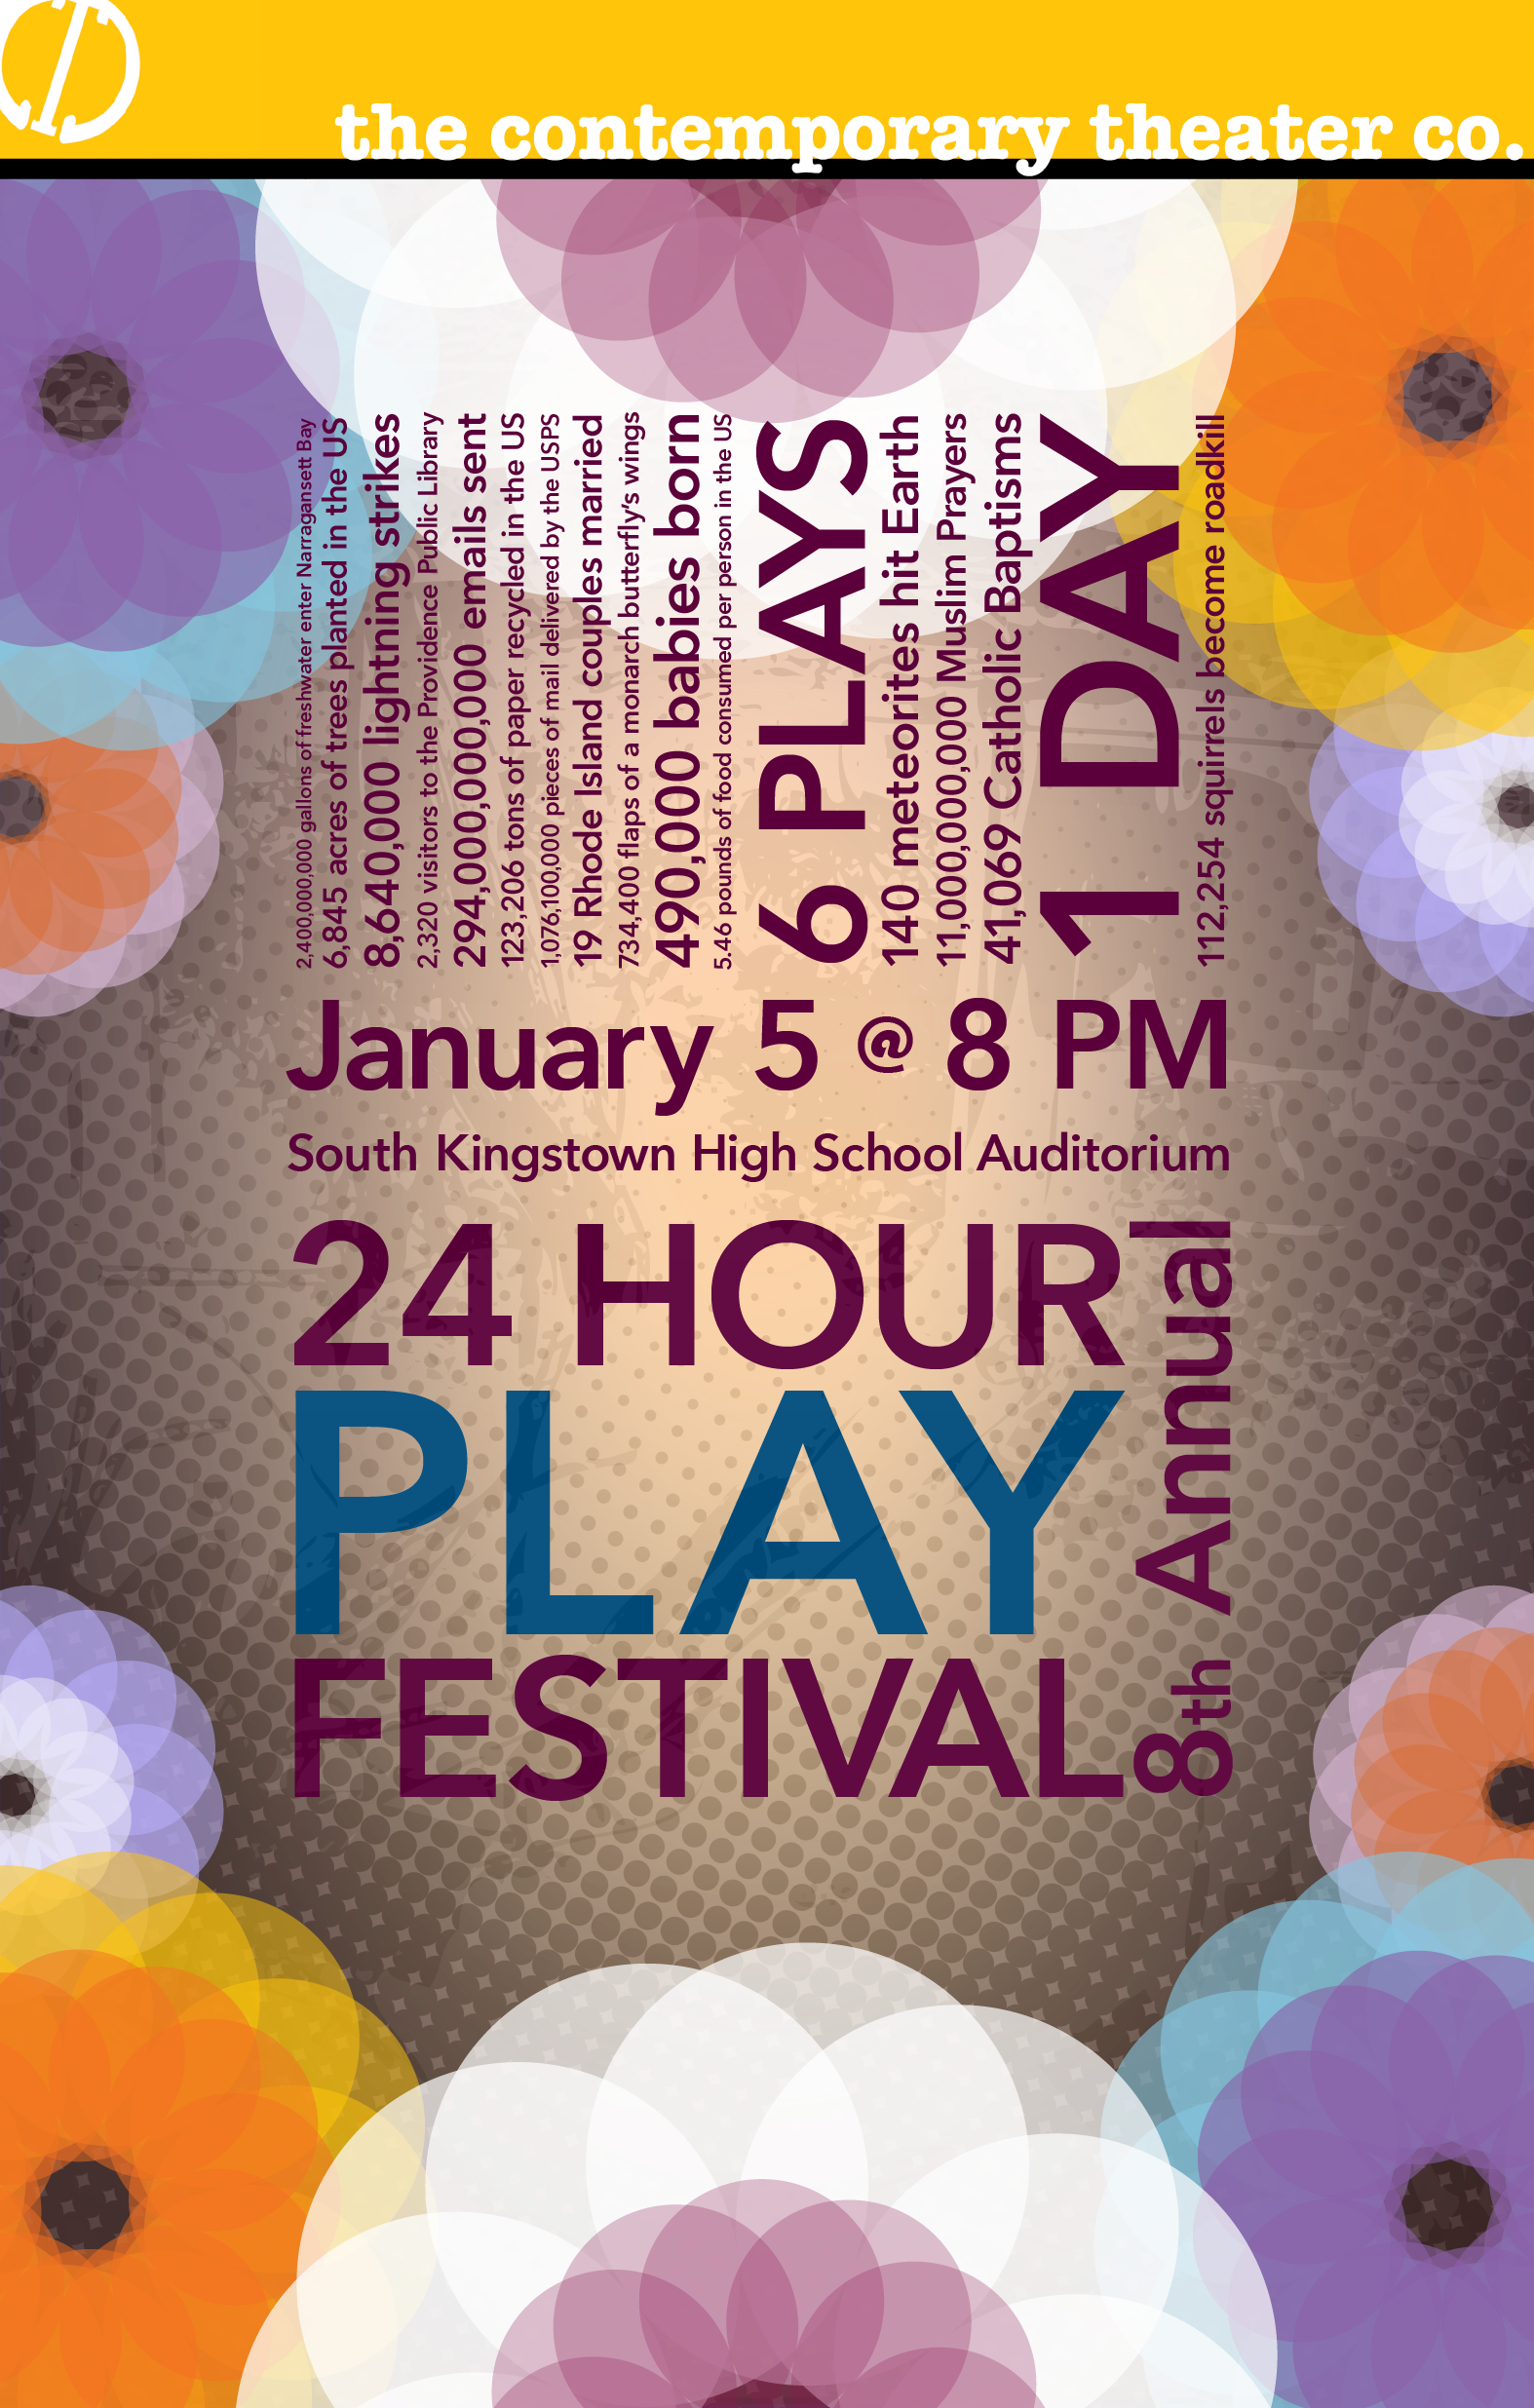 the contemporary theater co.
2,400,000,000 gallons of freshwater enter Narragansett Bay
6,845 acres of trees planted in the US
8,640,000 lightning strikes
2,320 visitors to the Providence Public Library
294,000,000,000 emails sent
123,206 tons of paper recycled in the US
1,076,100,000 pieces of mail delivered by the USPS
19 Rhode Island couples married
734,400 flaps of a monarch butterfly's wings
490,000 babies born
5.46 pounds of food consumed per person in the US
6 PLAYS
140 meteorites hit Earth
11,000,000,000 Muslim Prayers
41,069 Catholic Baptisms
1 DAY
112,254 squirrels become roadkill
January 5 @ 8 PM
South Kingstown High School Auditorium
24 HOUR
PLAY
FESTIVAL
8th Annual